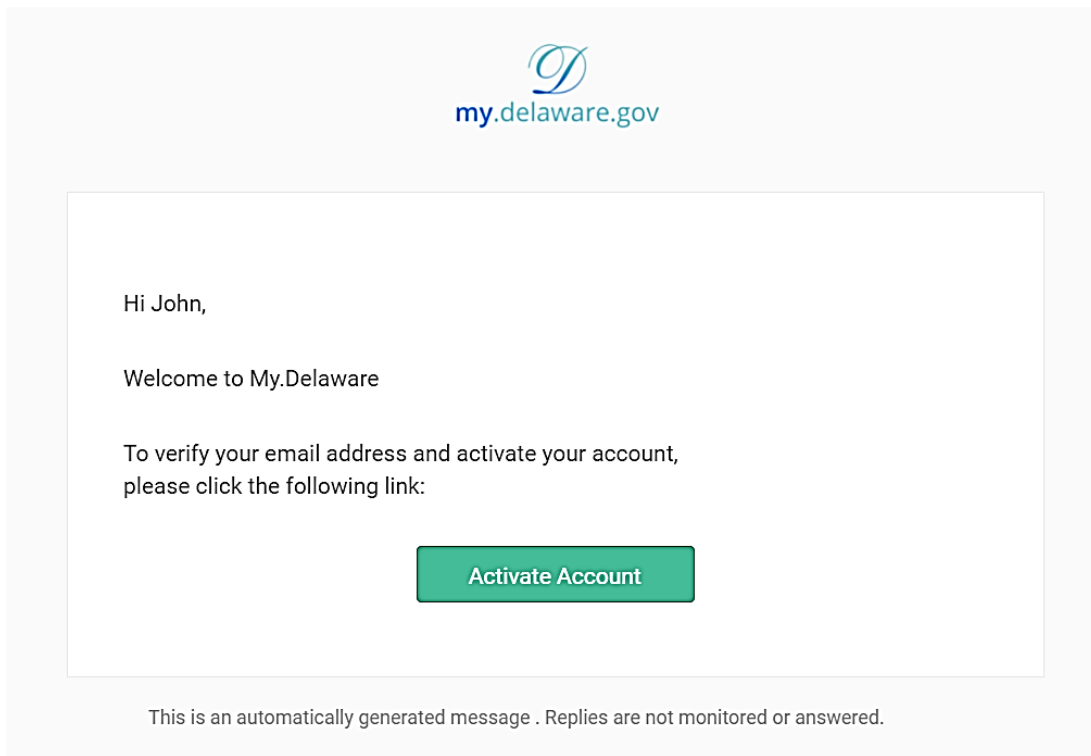 D
my.delaware.gov
Hi John,
Welcome to My.Delaware
To verify your email address and activate your account,
please click the following link:
Activate Account
This is an automatically generated message . Replies are not monitored or answered.